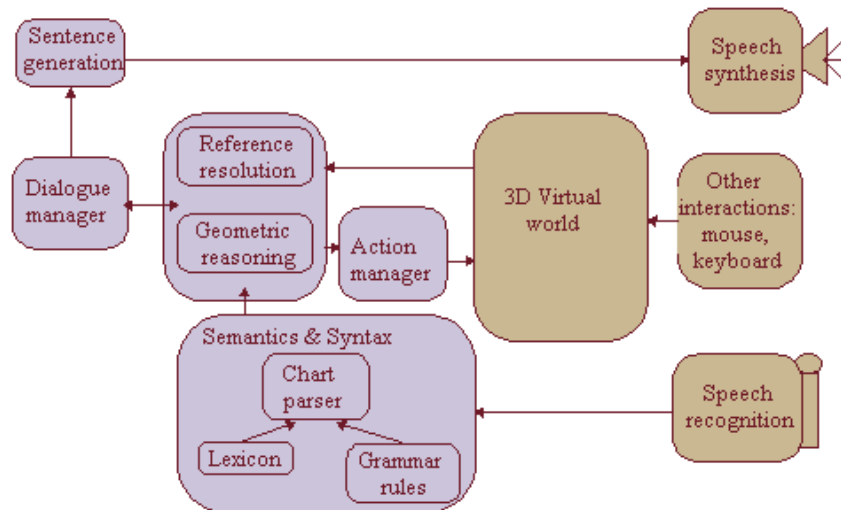 Sentence
generation
Speech
synthesis
Reference
resolution
Dialogue
manager
Geometric
reasoning
Action
manager
3D Virtual
world
Other
interactions:
mouse,
keyboard
Semantics & Syntax
Chart
parser
Lexicon
Grammar
rules
Speech
recognition